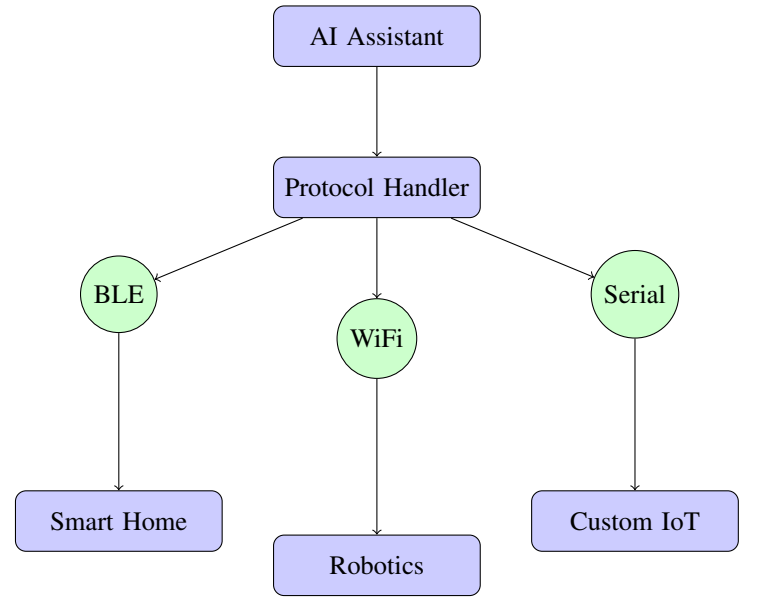 AI Assistant
Protocol Handler
BLE
Serial
WiFi
Smart Home
Custom IoT
Robotics